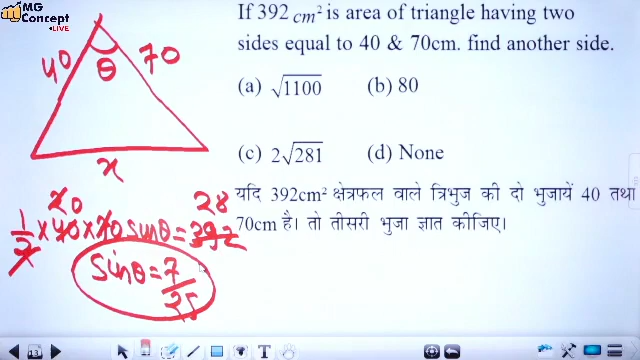 MG
Concept
LIVE
If 392 cm² is area of triangle having two
sides equal to 40 & 70cm. find another side.
(a) √1100 (b) 80
(c) 2√281 (d) None
यदि 392cm² क्षेत्रफल वाले त्रिभुज की दो भुजायें 40 तथा
70cm है। तो तीसरी भुजा ज्ञात कीजिए।
40 θ 70
x
20 28
1/2 × 40 × 70 sinθ = 392
sinθ = 7/25
13
T